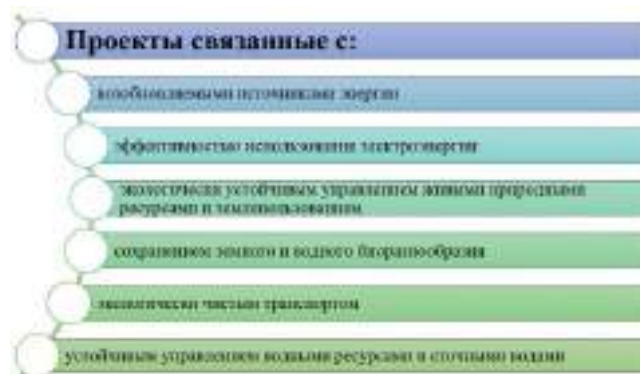 Проекты связанные с:
возобновляемыми источниками энергии
эффективностью использования электроэнергии
экологически устойчивым управлением живыми природными
ресурсами и землепользованием
сохранением земного и водного биоразнообразия
экологически чистым транспортом
устойчивым управлением водными ресурсами и сточными водами